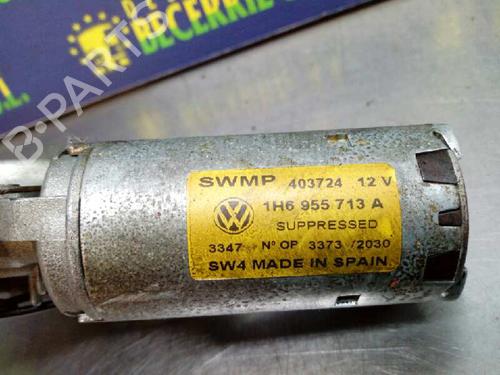 BECERRIL
B-PARTS
SWMP 403724 12 V
1H6 955 713 A
SUPPRESSED
3347 Nº OP 3373 /2030
SW4 MADE IN SPAIN